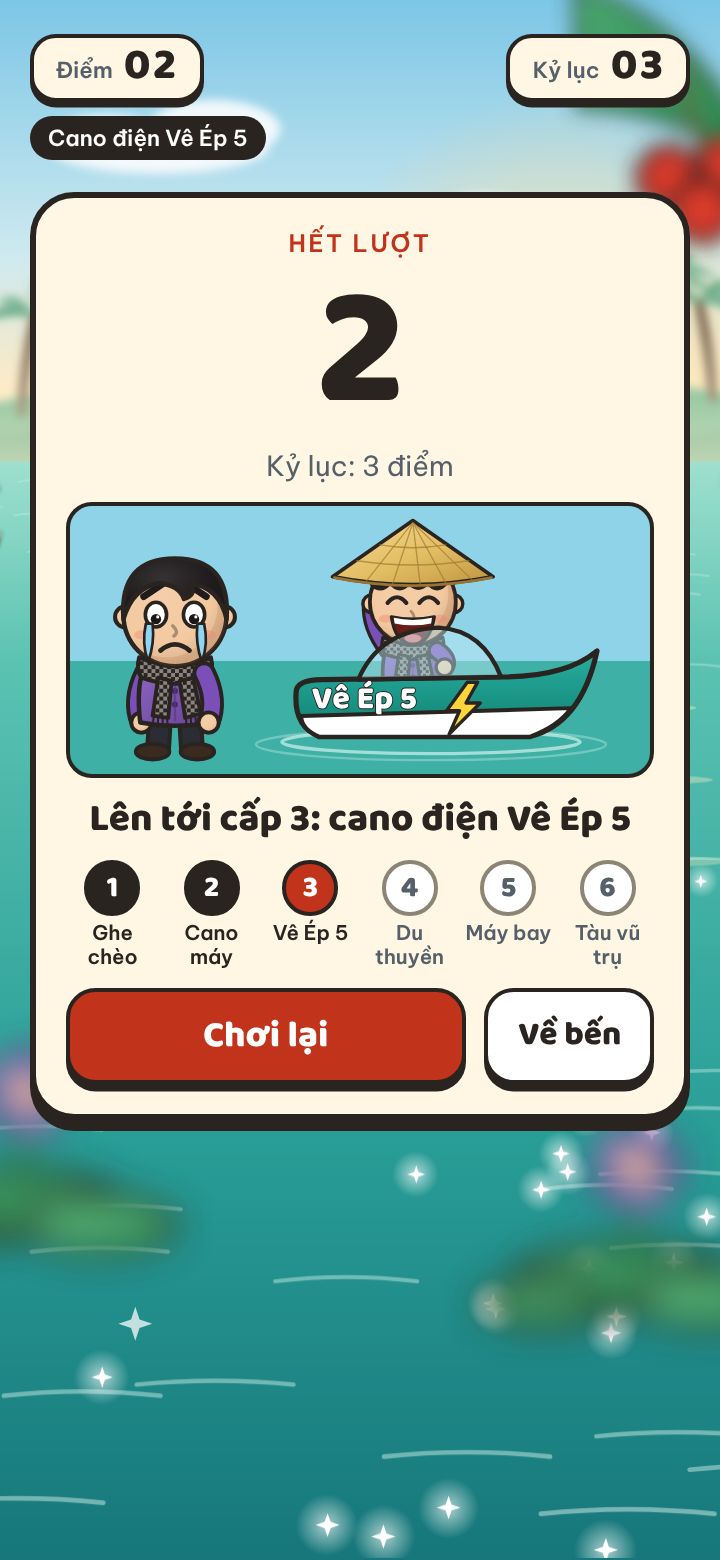 Điểm 02
Kỷ lục 03
Cano điện Vê Ép 5
HẾT LƯỢT
2
Kỷ lục: 3 điểm
Vê Ép 5
Lên tới cấp 3: cano điện Vê Ép 5
1 2 3 4 5 6
Ghe chèo
Cano máy
Vê Ép 5
Du thuyền
Máy bay
Tàu vũ trụ
Chơi lại
Về bến